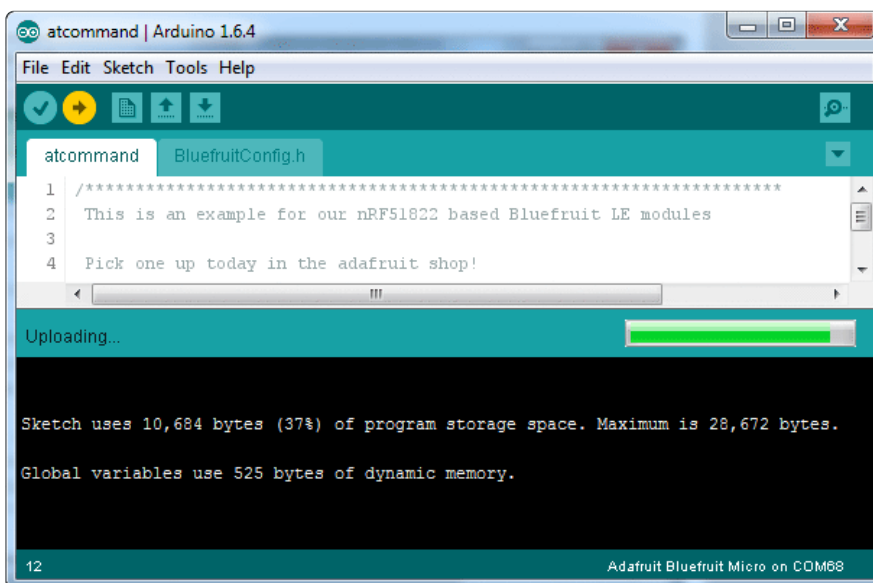 atcommand | Arduino 1.6.4
File Edit Sketch Tools Help
atcommand BluefruitConfig.h
1 /*********************************************************************
2 This is an example for our nRF51822 based Bluefruit LE modules
3
4 Pick one up today in the adafruit shop!
Uploading...
Sketch uses 10,684 bytes (37%) of program storage space. Maximum is 28,672 bytes.
Global variables use 525 bytes of dynamic memory.
12 Adafruit Bluefruit Micro on COM68